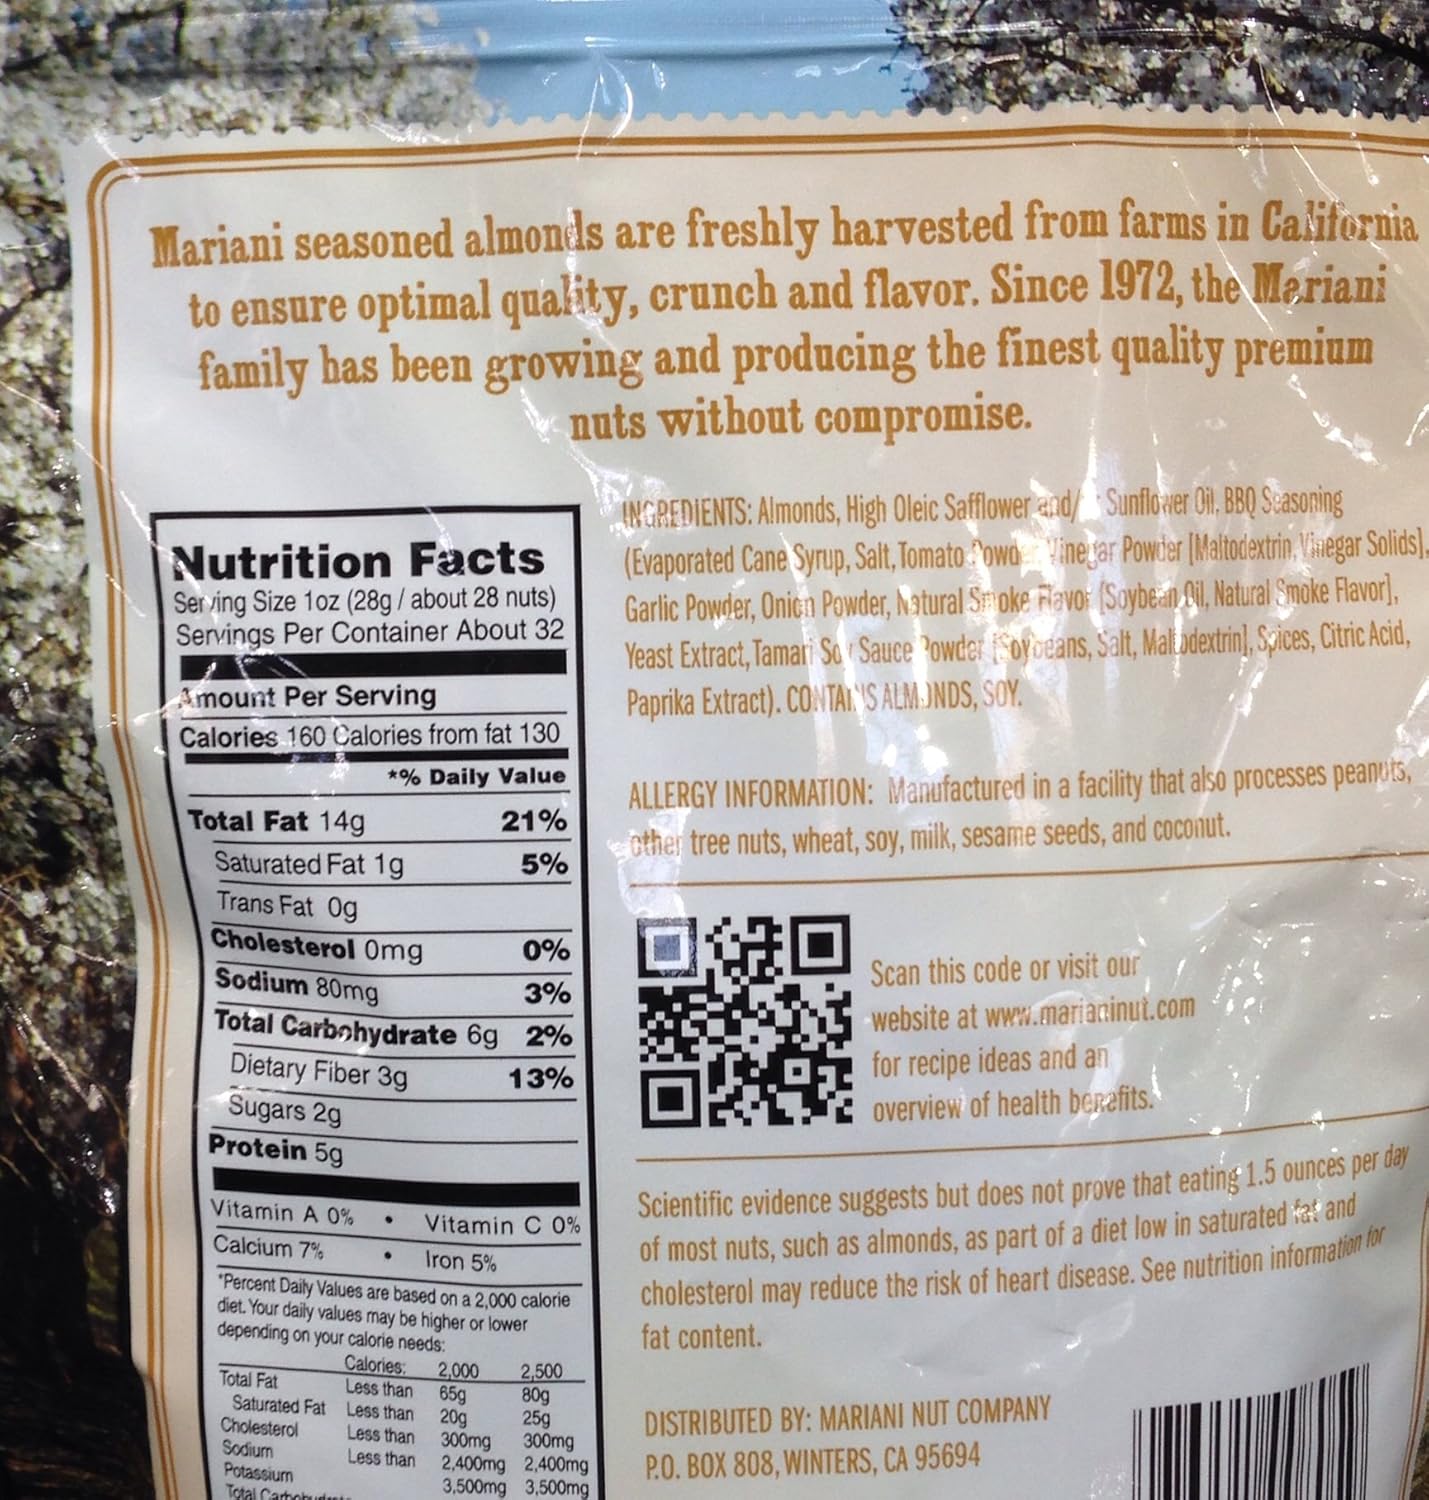 Mariani seasoned almonds are freshly harvested from farms in California
to ensure optimal quality, crunch and flavor. Since 1972, the Mariani
family has been growing and producing the finest quality premium
nuts without compromise.
Nutrition Facts
Serving Size 1oz (28g / about 28 nuts)
Servings Per Container About 32
Amount Per Serving
Calories 160 Calories from fat 130
*% Daily Value
Total Fat 14g 21%
Saturated Fat 1g 5%
Trans Fat 0g
Cholesterol 0mg 0%
Sodium 80mg 3%
Total Carbohydrate 6g 2%
Dietary Fiber 3g 13%
Sugars 2g
Protein 5g
Vitamin A 0% • Vitamin C 0%
Calcium 7% • Iron 5%
*Percent Daily Values are based on a 2,000 calorie
diet. Your daily values may be higher or lower
depending on your calorie needs:
Calories: 2,000 2,500
Total Fat Less than 65g 80g
Saturated Fat Less than 20g 25g
Cholesterol Less than 300mg 300mg
Sodium Less than 2,400mg 2,400mg
Potassium 3,500mg 3,500mg
Total
INGREDIENTS: Almonds, High Oleic Safflower and/ Sunflower Oil, BBQ Seasoning
(Evaporated Cane Syrup, Salt, Tomato Powder, Vinegar Powder [Maltodextrin, Vinegar Solids],
Garlic Powder, Onion Powder, Natural Smoke Flavor [Soybean Oil, Natural Smoke Flavor],
Yeast Extract, Tamari Soy Sauce Powder [Soybeans, Salt, Maltodextrin], Spices, Citric Acid,
Paprika Extract). CONTAINS ALMONDS, SOY.
ALLERGY INFORMATION: Manufactured in a facility that also processes peanuts,
other tree nuts, wheat, soy, milk, sesame seeds, and coconut.
Scan this code or visit our
website at www.marianinut.com
for recipe ideas and an
overview of health benefits.
Scientific evidence suggests but does not prove that eating 1.5 ounces per day
of most nuts, such as almonds, as part of a diet low in saturated fat and
cholesterol may reduce the risk of heart disease. See nutrition information for
fat content.
DISTRIBUTED BY: MARIANI NUT COMPANY
P.O. BOX 808, WINTERS, CA 95694